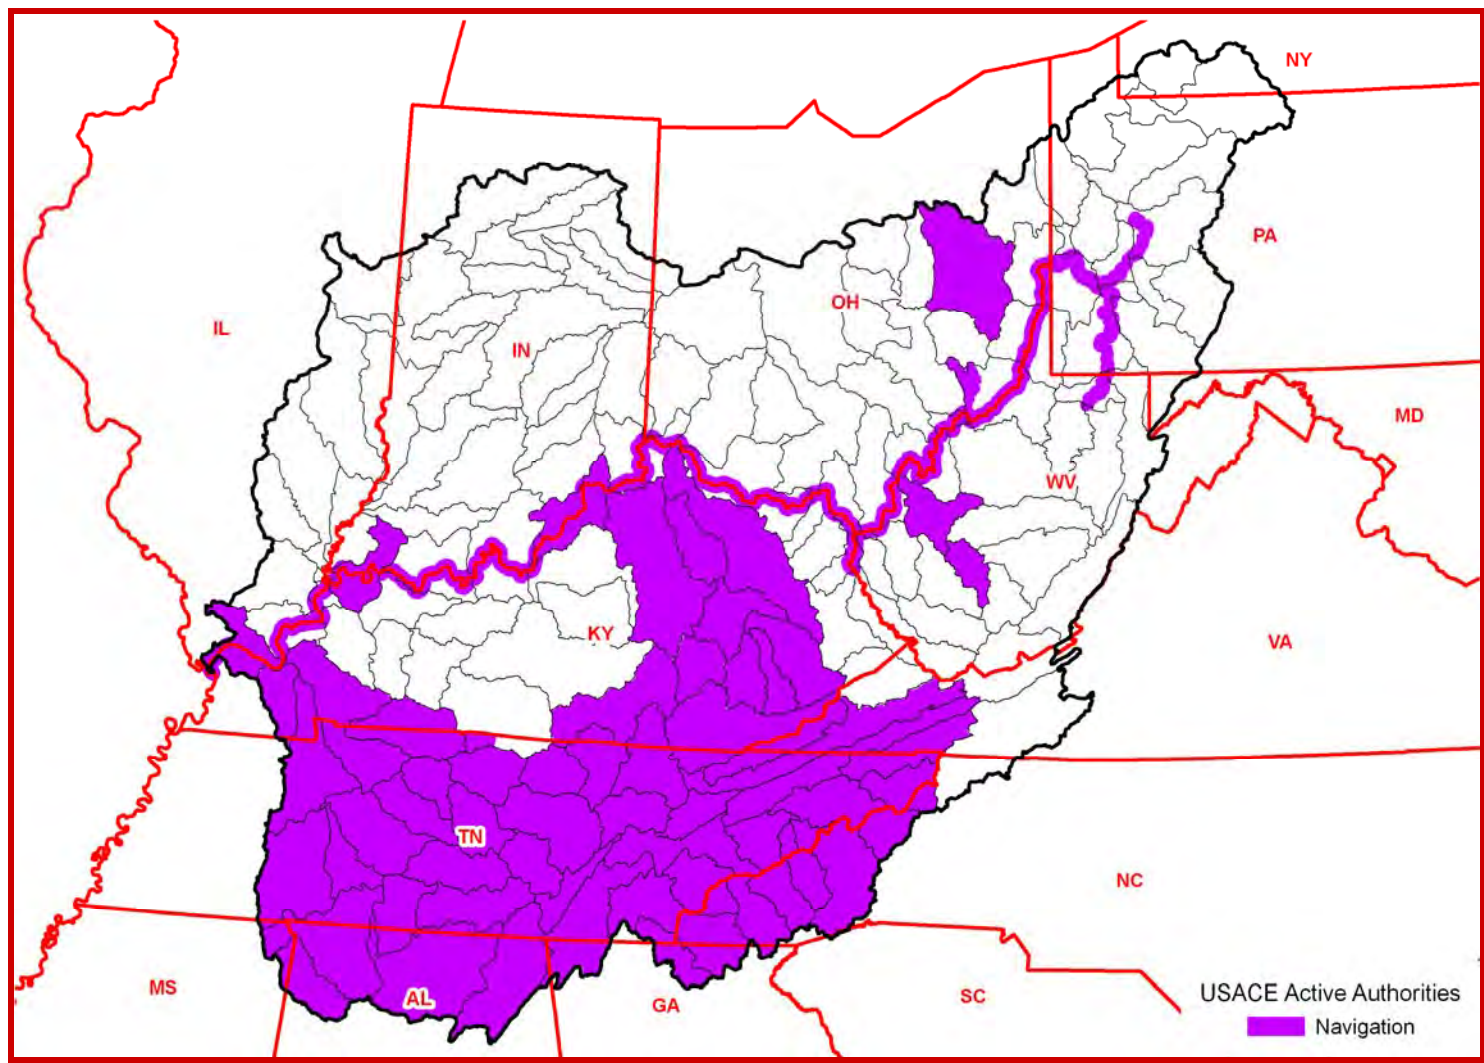 NY
PA
OH
IL
IN
MD
WV
KY
VA
TN
NC
MS
AL
GA
SC
USACE Active Authorities
Navigation